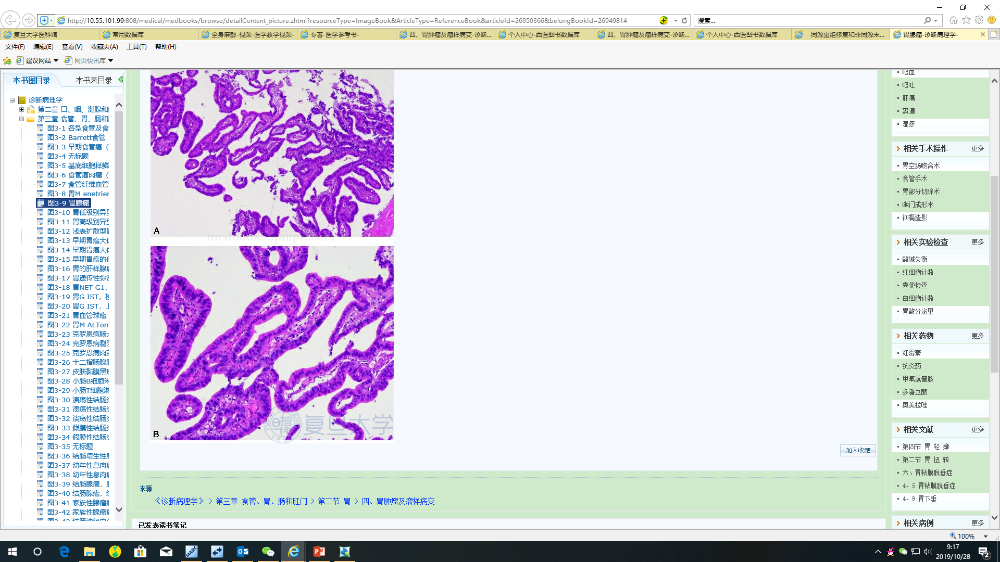 http://10.55.101.99:808/medical/medbooks/browse/detailContent_picture.zhtml?resourceType=ImageBook&ArticleType=ReferenceBook&articleId=26950366&belongBookId=26949814
搜索...
复旦大学医科馆
常用数据库
全身麻醉-视频-医学教学视频-
专著-医学参考书-
四、胃肿瘤及瘤样病变-诊断...
个人中心-西医图书数据库
四、胃肿瘤及瘤样病变-诊断...
个人中心-西医图书数据库
同源重组修复和非同源末...
胃腺瘤-诊断病理学-
文件(F) 编辑(E) 查看(V) 收藏夹(A) 工具(T) 帮助(H)
建议网站 网页快讯库
本书图目录 本书表目录
诊断病理学
第二章 口、咽、涎腺和
第三章 食管、胃、肠和
图3-1 各型食管及食
图3-2 Barrett食管
图3-3 早期食管癌（
图3-4 无标题
图3-5 基底细胞样鳞
图3-6 食管癌肉瘤（
图3-7 食管纤维血管
图3-8 胃M enetrier
图3-9 胃腺瘤
图3-10 胃低级别异型
图3-11 胃高级别异型
图3-12 浅表扩散型
图3-13 早期胃癌大
图3-14 早期胃癌大
图3-15 早期胃癌的
图3-16 胃的肝样腺
图3-17 胃遗传性弥
图3-18 胃NET G1,
图3-19 胃G IST,
图3-20 胃G IST,
图3-21 胃血管球瘤
图3-22 胃M ALTom
图3-23 克罗恩病肠
图3-24 克罗恩病裂
图3-25 克罗恩病肉
图3-26 十二指肠腺
图3-27 皮肤黏膜黑
图3-28 小肠B细胞淋
图3-29 小肠T细胞淋
图3-30 溃疡性结肠
图3-31 溃疡性结肠
图3-32 溃疡性结肠
图3-33 假膜性结肠
图3-34 假膜性结肠
图3-35 无标题
图3-36 结肠增生性
图3-37 幼年性息肉
图3-38 幼年性息肉
图3-39 结肠腺瘤,
图3-40 结肠腺瘤,
图3-41 家族性腺瘤
图3-42 家族性腺瘤
A
medbooks.ipmph.com
B
复旦大学
加入收藏
来源
《诊断病理学》 > 第三章 食管、胃、肠和肛门 > 第二节 胃 > 四、胃肿瘤及瘤样病变
已发表读书笔记
呕血
呕吐
肝痛
窦道
湿疹
相关手术操作 更多
胃空肠吻合术
食管手术
胃部分切除术
幽门成形术
钡餐造影
相关实验检查 更多
酸碱失衡
红细胞计数
粪便检查
白细胞计数
胃酸分泌量
相关药物 更多
红霉素
抗炎药
甲氧氯普胺
多潘立酮
奥美拉唑
相关文献 更多
第四节 胃 轻 瘫
第二节 胃 扭 转
六、胃粘膜脱垂症
4．5 胃粘膜脱垂症
4．9 胃下垂
相关病例 更多
100%
9:17
2019/10/28
2